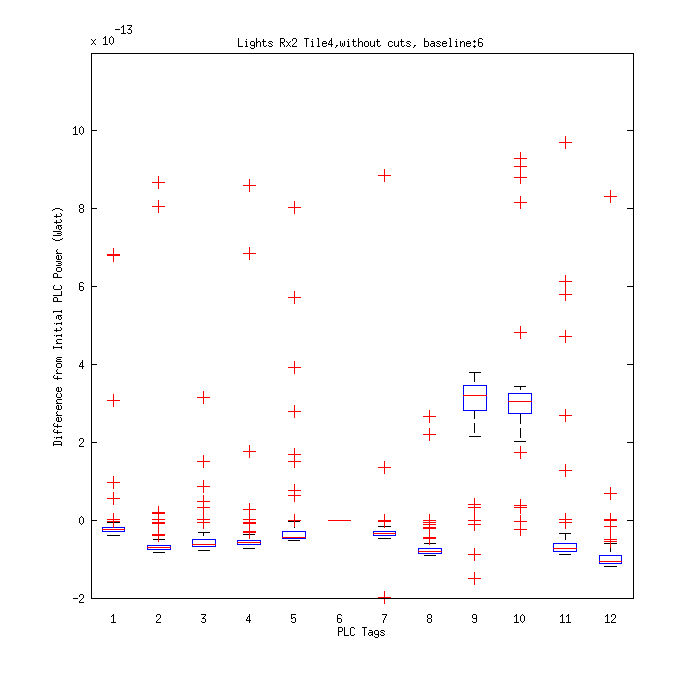 x 10^-13
Lights Rx2 Tile4,without cuts, baseline:6
Difference from Initial PLC Power (Watt)
10
8
6
4
2
0
-2
1 2 3 4 5 6 7 8 9 10 11 12
PLC Tags